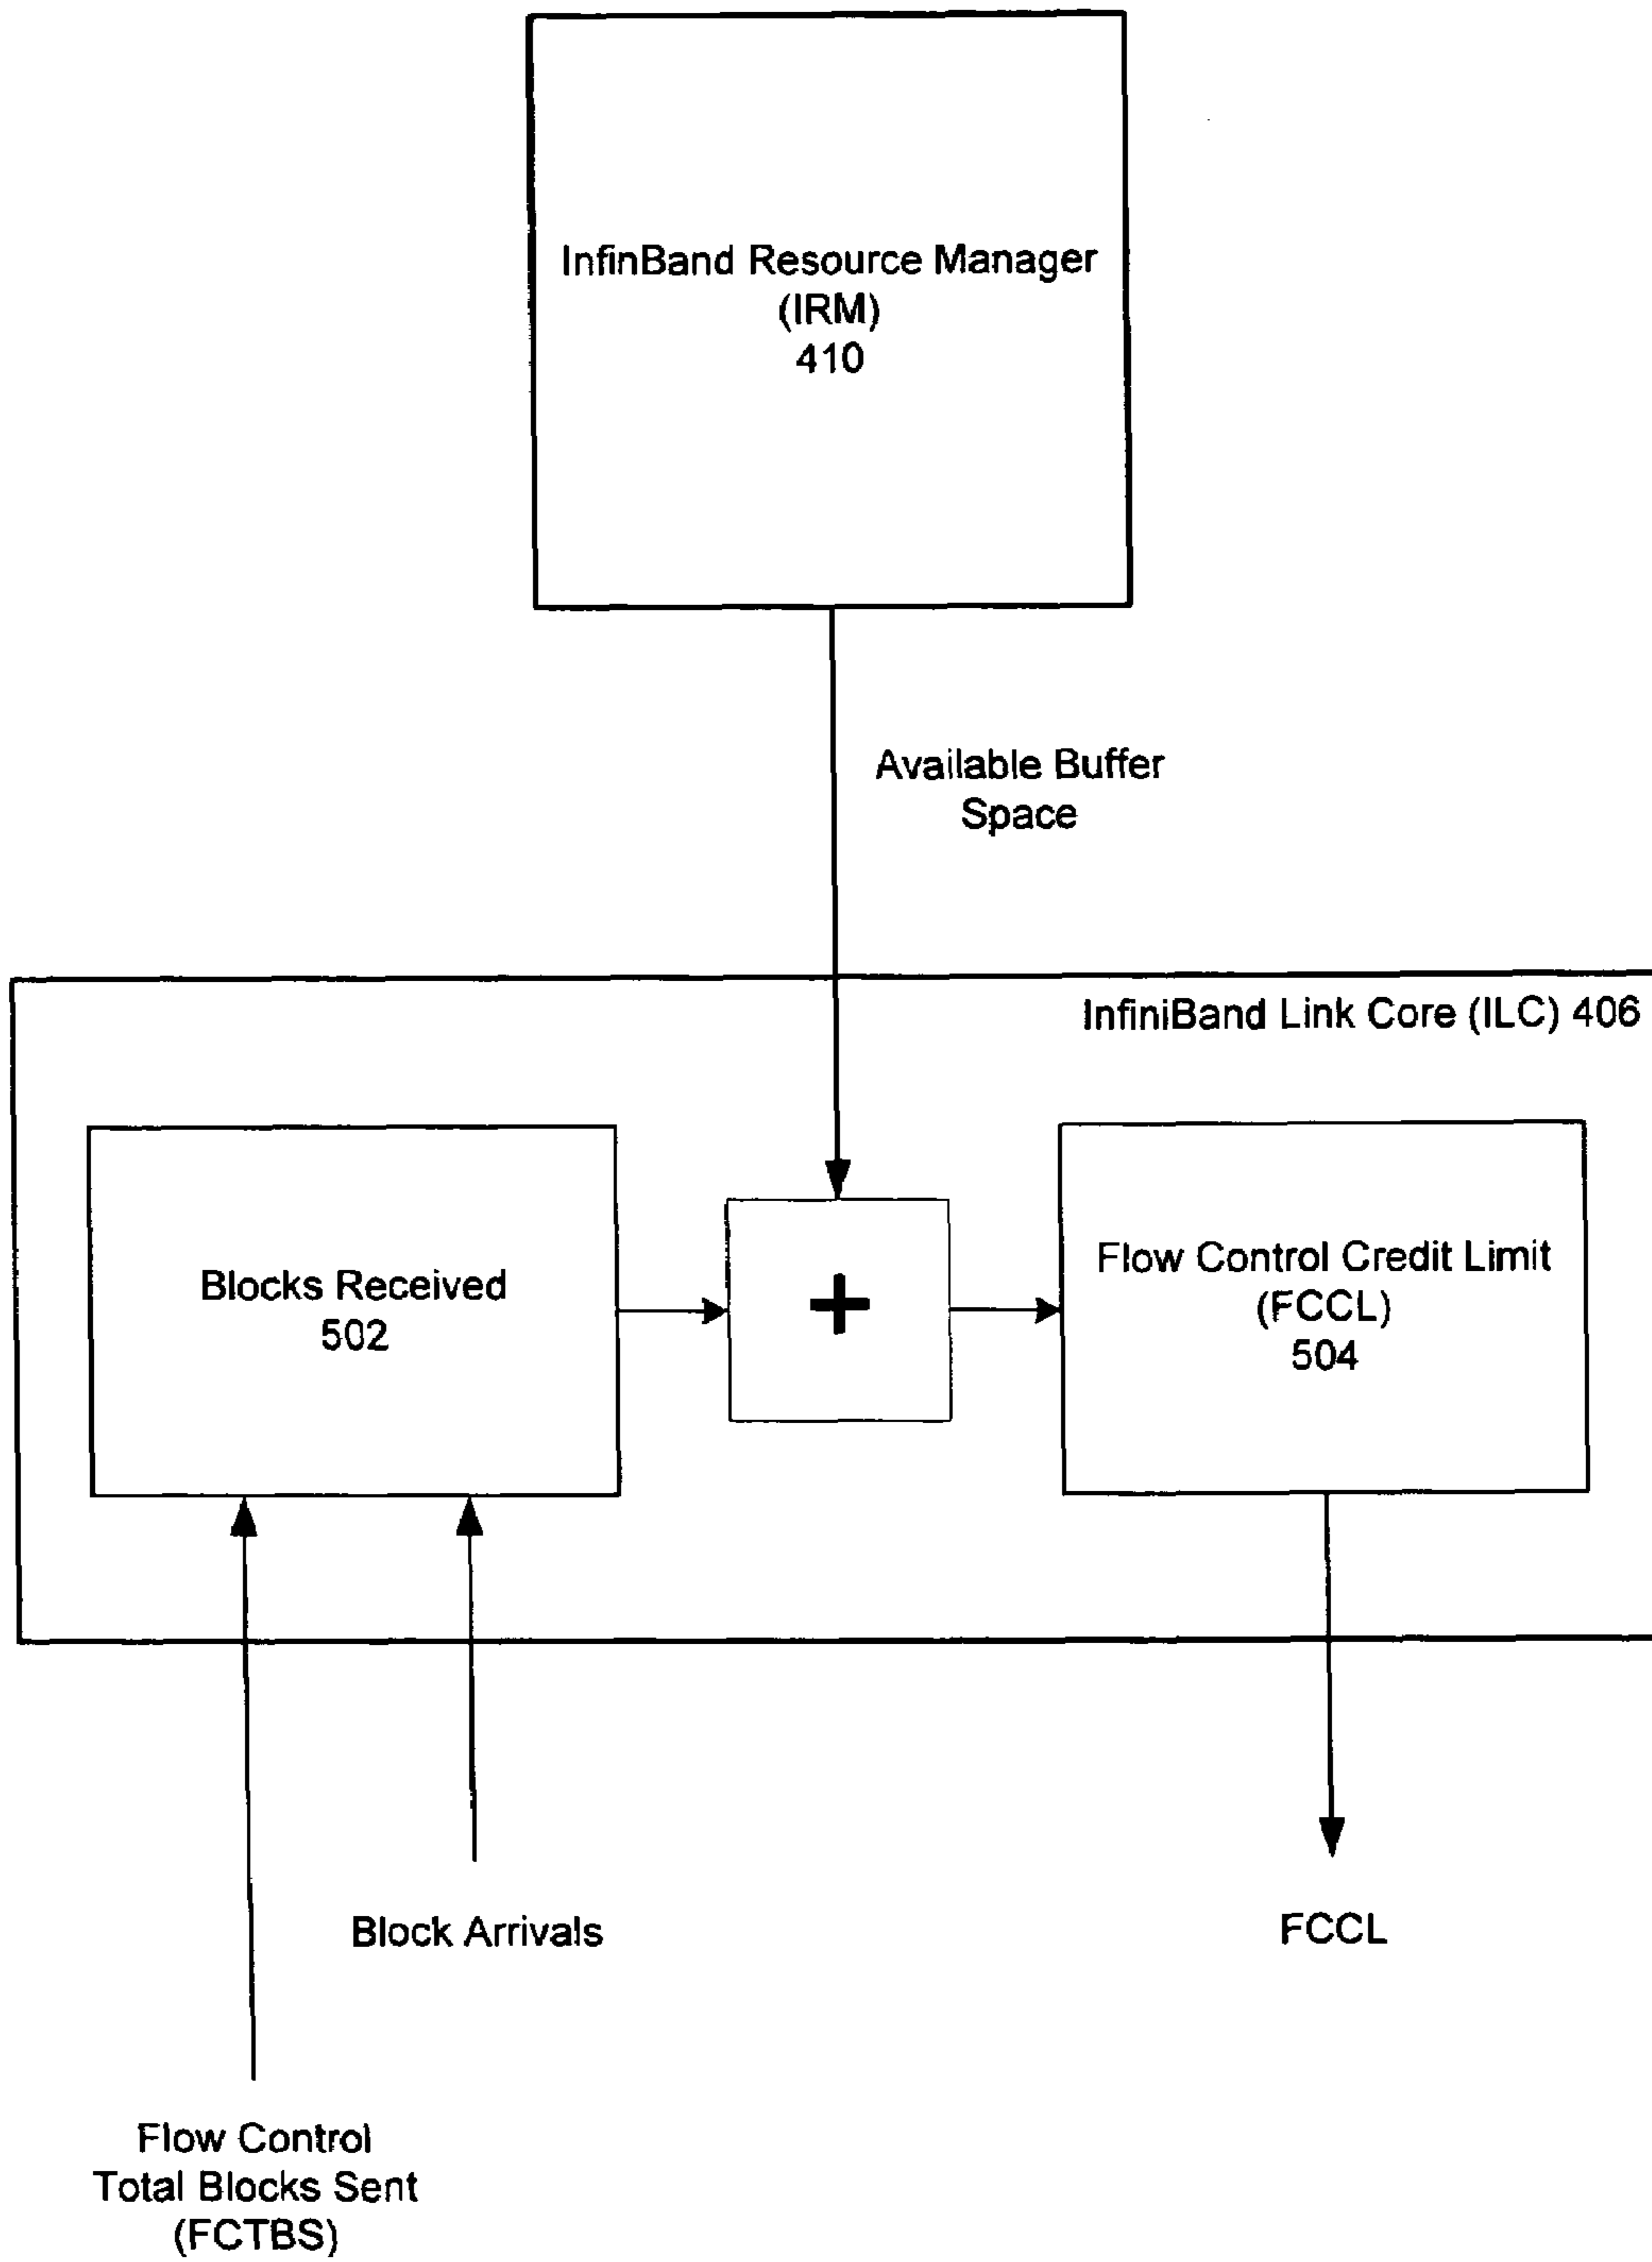 InfinBand Resource Manager
(IRM)
410
Available Buffer
Space
InfiniBand Link Core (ILC) 406
Blocks Received
502
+
Flow Control Credit Limit
(FCCL)
504
Block Arrivals
FCCL
Flow Control
Total Blocks Sent
(FCTBS)